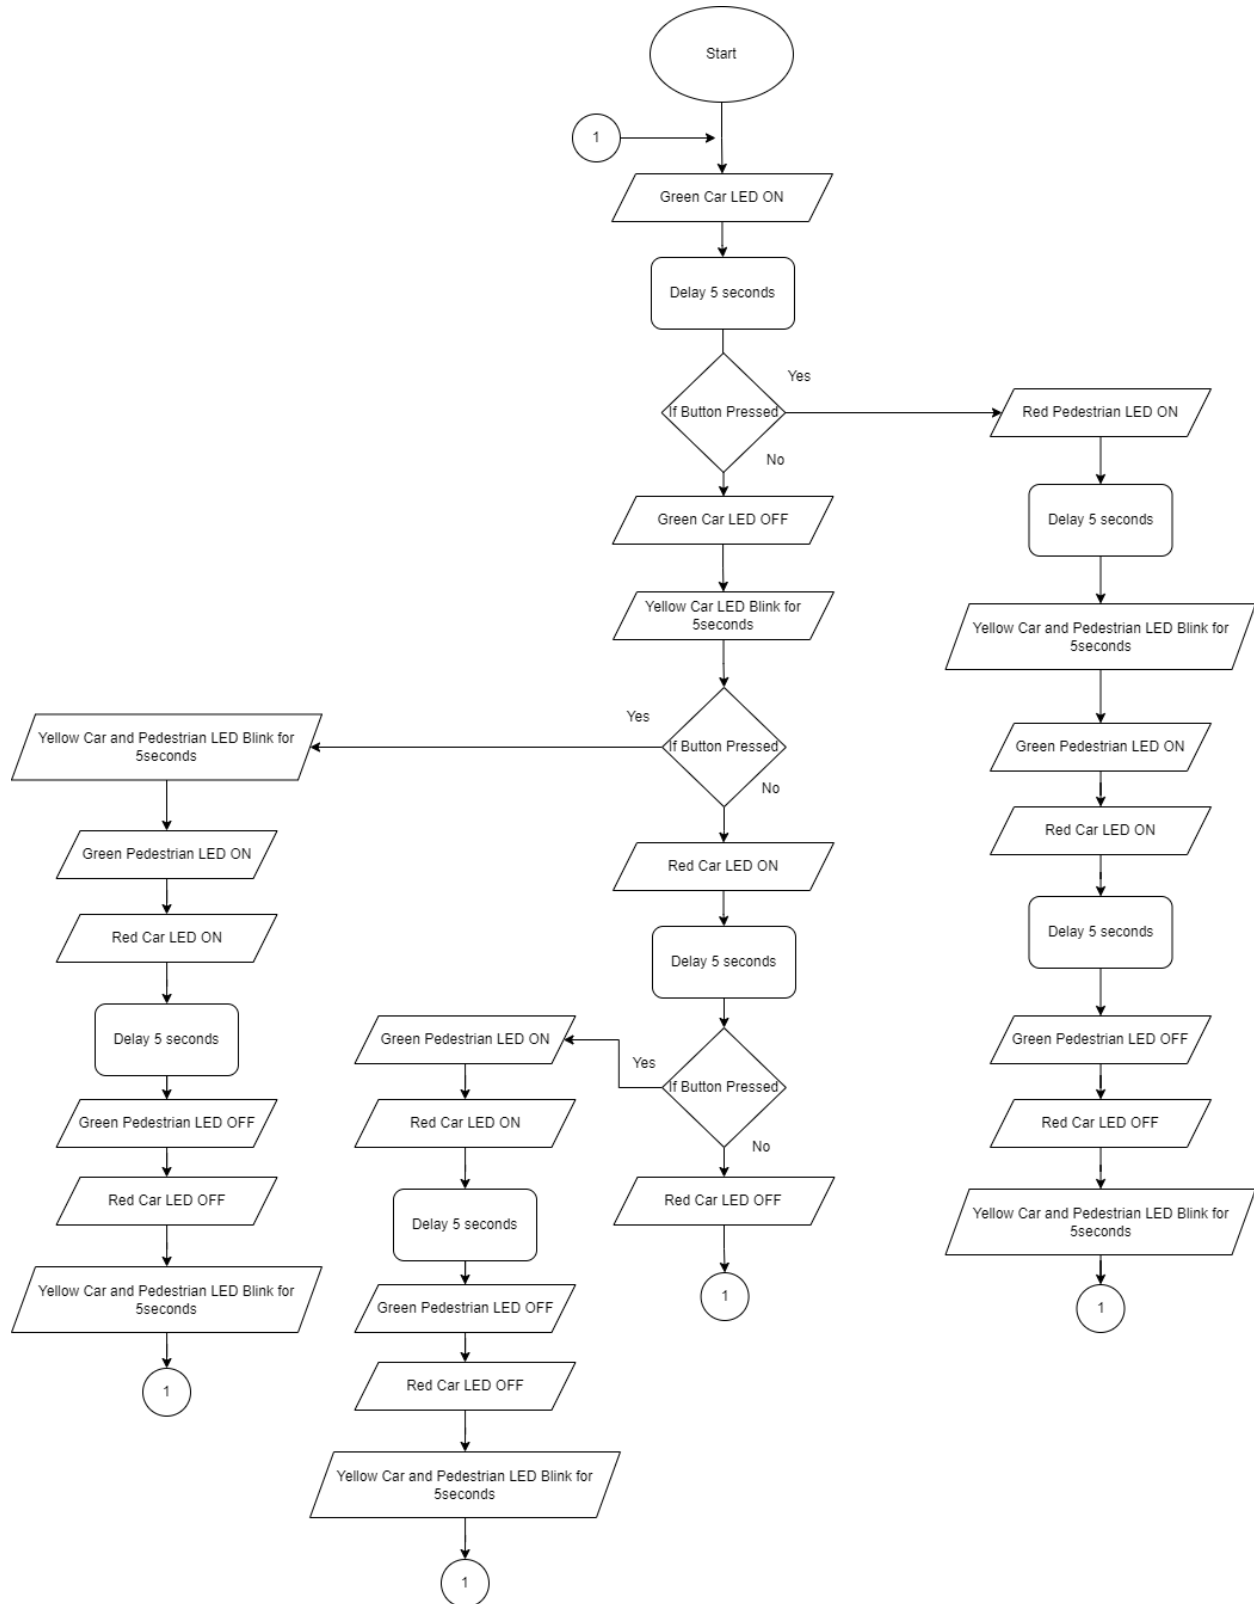 Start
1
Green Car LED ON
Delay 5 seconds
If Button Pressed
Yes
No
Red Pedestrian LED ON
Delay 5 seconds
Yellow Car and Pedestrian LED Blink for
5seconds
Green Pedestrian LED ON
Red Car LED ON
Delay 5 seconds
Green Pedestrian LED OFF
Red Car LED OFF
Yellow Car and Pedestrian LED Blink for
5seconds
1
Green Car LED OFF
Yellow Car LED Blink for
5seconds
If Button Pressed
Yes
No
Yellow Car and Pedestrian LED Blink for
5seconds
Green Pedestrian LED ON
Red Car LED ON
Delay 5 seconds
Green Pedestrian LED OFF
Red Car LED OFF
Yellow Car and Pedestrian LED Blink for
5seconds
1
Red Car LED ON
Delay 5 seconds
If Button Pressed
Yes
No
Green Pedestrian LED ON
Red Car LED ON
Delay 5 seconds
Green Pedestrian LED OFF
Red Car LED OFF
Yellow Car and Pedestrian LED Blink for
5seconds
1
Red Car LED OFF
1